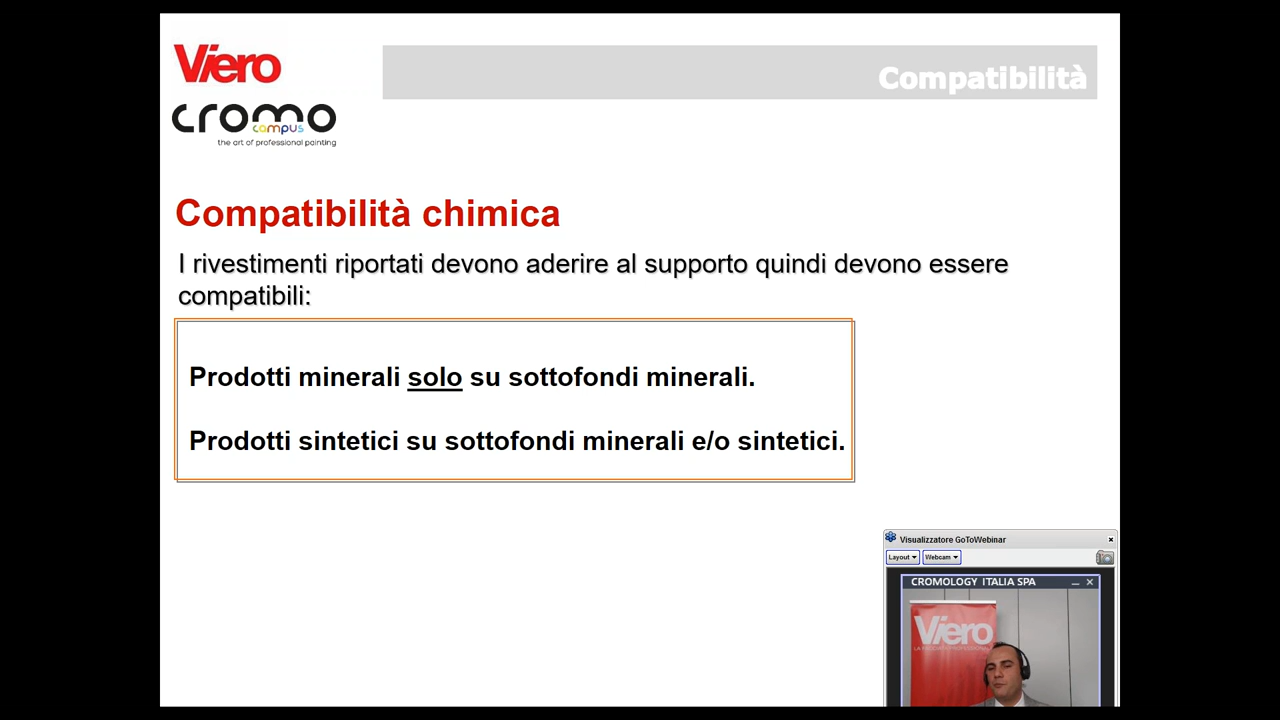 Viero
Compatibilità
cromo
campus
the art of professional painting
Compatibilità chimica
I rivestimenti riportati devono aderire al supporto quindi devono essere
compatibili:
Prodotti minerali solo su sottofondi minerali.
Prodotti sintetici su sottofondi minerali e/o sintetici.
Visualizzatore GoToWebinar
Layout
Webcam
CROMOLOGY ITALIA SPA
Viero